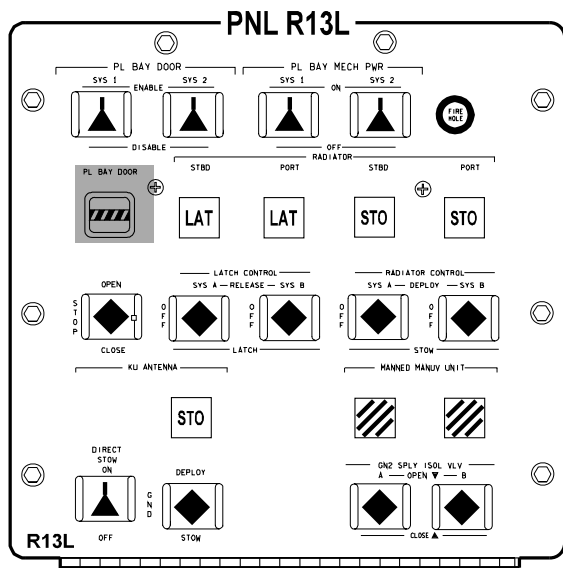 PNL R13L
PL BAY DOOR PL BAY MECH PWR
SYS 1 ENABLE SYS 2 SYS 1 ON SYS 2
FIRE HOLE
DISABLE OFF
RADIATOR
PL BAY DOOR STBD PORT STBD PORT
LAT LAT STO STO
LATCH CONTROL RADIATOR CONTROL
OPEN SYS A RELEASE SYS B SYS A DEPLOY SYS B
STOP OFF OFF OFF OFF
CLOSE LATCH STOW
KU ANTENNA MANNED MANUV UNIT
STO
DIRECT STOW ON DEPLOY GN2 SPLY ISOL VLV
A OPEN ▼ B
GND
OFF STOW CLOSE ▲
R13L